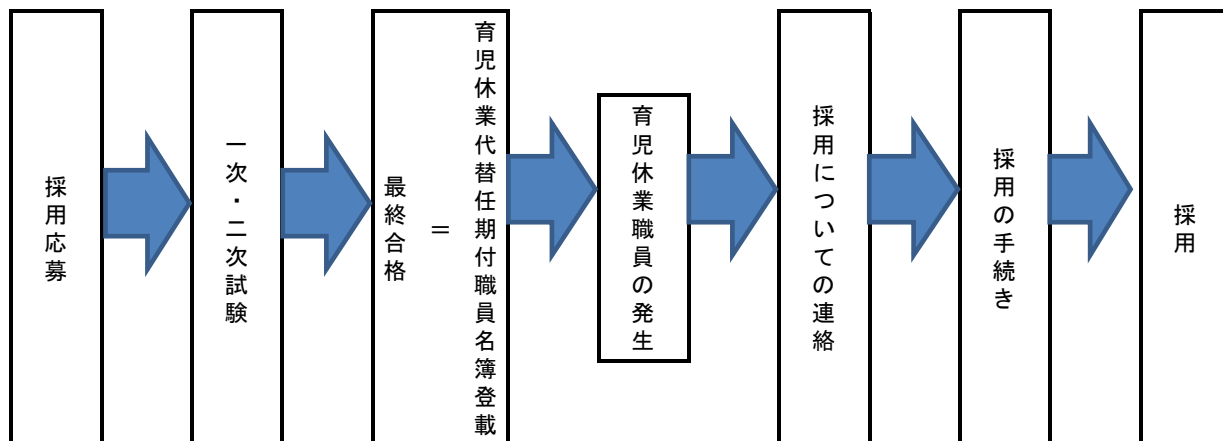 採用応募
一次・二次試験
最終合格
＝
育児休業代替任期付職員名簿登載
育児休業職員の発生
採用についての連絡
採用の手続き
採用